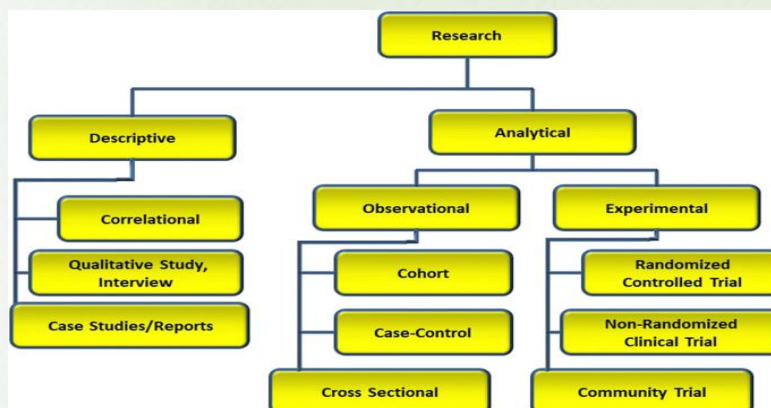 Research
Descriptive
Analytical
Correlational
Qualitative Study,
Interview
Case Studies/Reports
Observational
Experimental
Cohort
Case-Control
Cross Sectional
Randomized
Controlled Trial
Non-Randomized
Clinical Trial
Community Trial